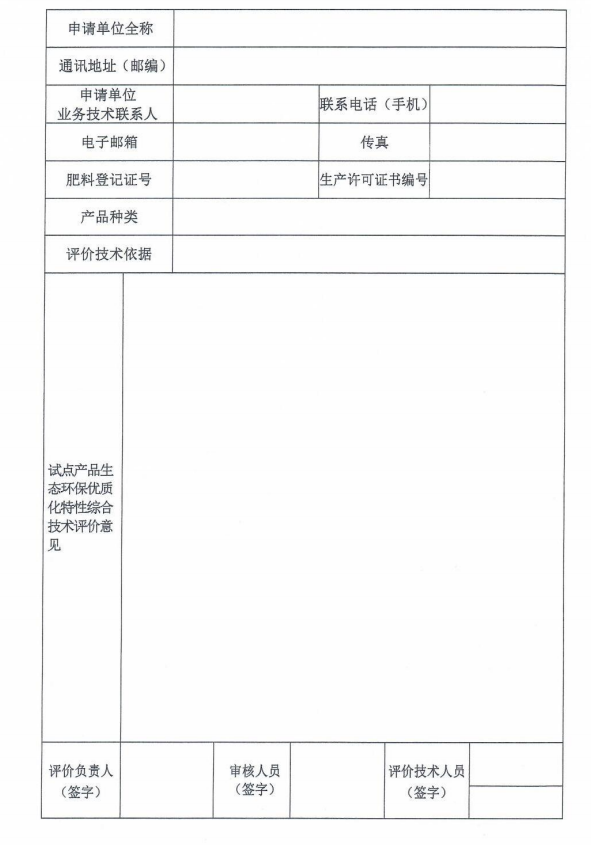 申请单位全称
通讯地址（邮编）
申请单位
业务技术联系人
联系电话（手机）
电子邮箱
传真
肥料登记证号
生产许可证书编号
产品种类
评价技术依据
试点产品生
态环保优质
化特性综合
技术评价意
见
评价负责人
（签字）
审核人员
（签字）
评价技术人员
（签字）